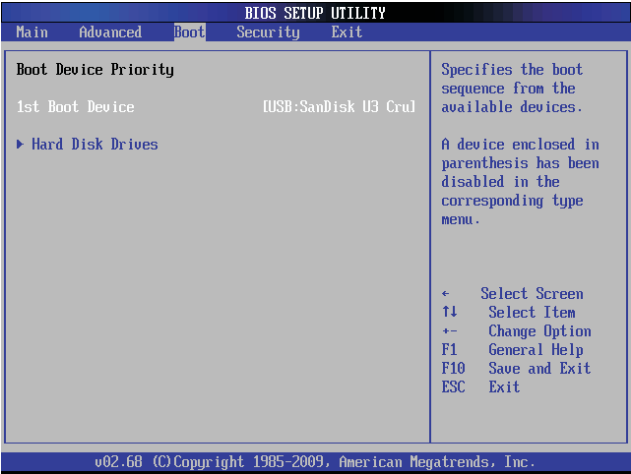 BIOS SETUP UTILITY
Main Advanced Boot Security Exit
Boot Device Priority
1st Boot Device [USB:SanDisk U3 Cru]
Hard Disk Drives
Specifies the boot
sequence from the
available devices.
A device enclosed in
parenthesis has been
disabled in the
corresponding type
menu.
← Select Screen
↑↓ Select Item
+- Change Option
F1 General Help
F10 Save and Exit
ESC Exit
v02.68 (C)Copyright 1985-2009, American Megatrends, Inc.